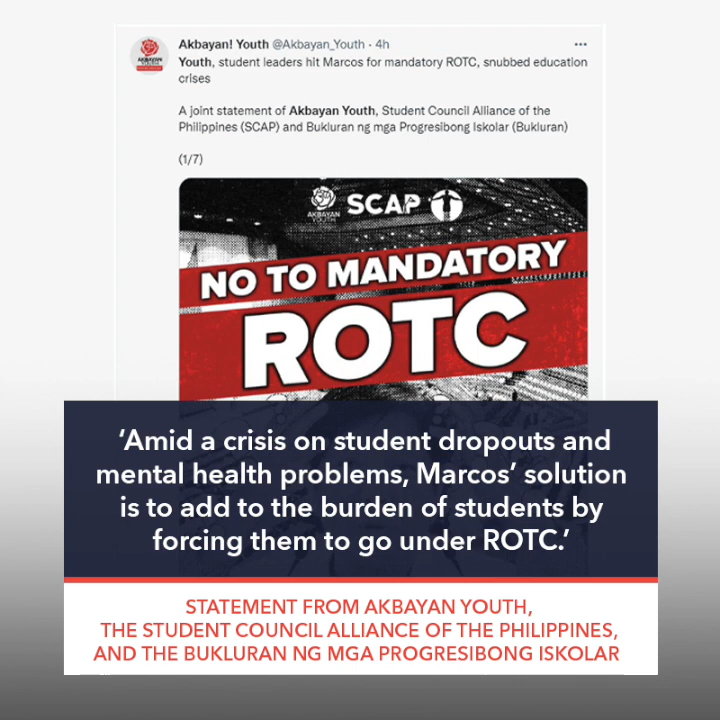 Akbayan! Youth @Akbayan_Youth · 4h
Youth, student leaders hit Marcos for mandatory ROTC, snubbed education
crises
A joint statement of Akbayan Youth, Student Council Alliance of the
Philippines (SCAP) and Bukluran ng mga Progresibong Iskolar (Bukluran)
(1/7)
AKBAYAN
YOUTH
SCAP
NO TO MANDATORY
ROTC
‘Amid a crisis on student dropouts and
mental health problems, Marcos’ solution
is to add to the burden of students by
forcing them to go under ROTC.’
STATEMENT FROM AKBAYAN YOUTH,
THE STUDENT COUNCIL ALLIANCE OF THE PHILIPPINES,
AND THE BUKLURAN NG MGA PROGRESIBONG ISKOLAR